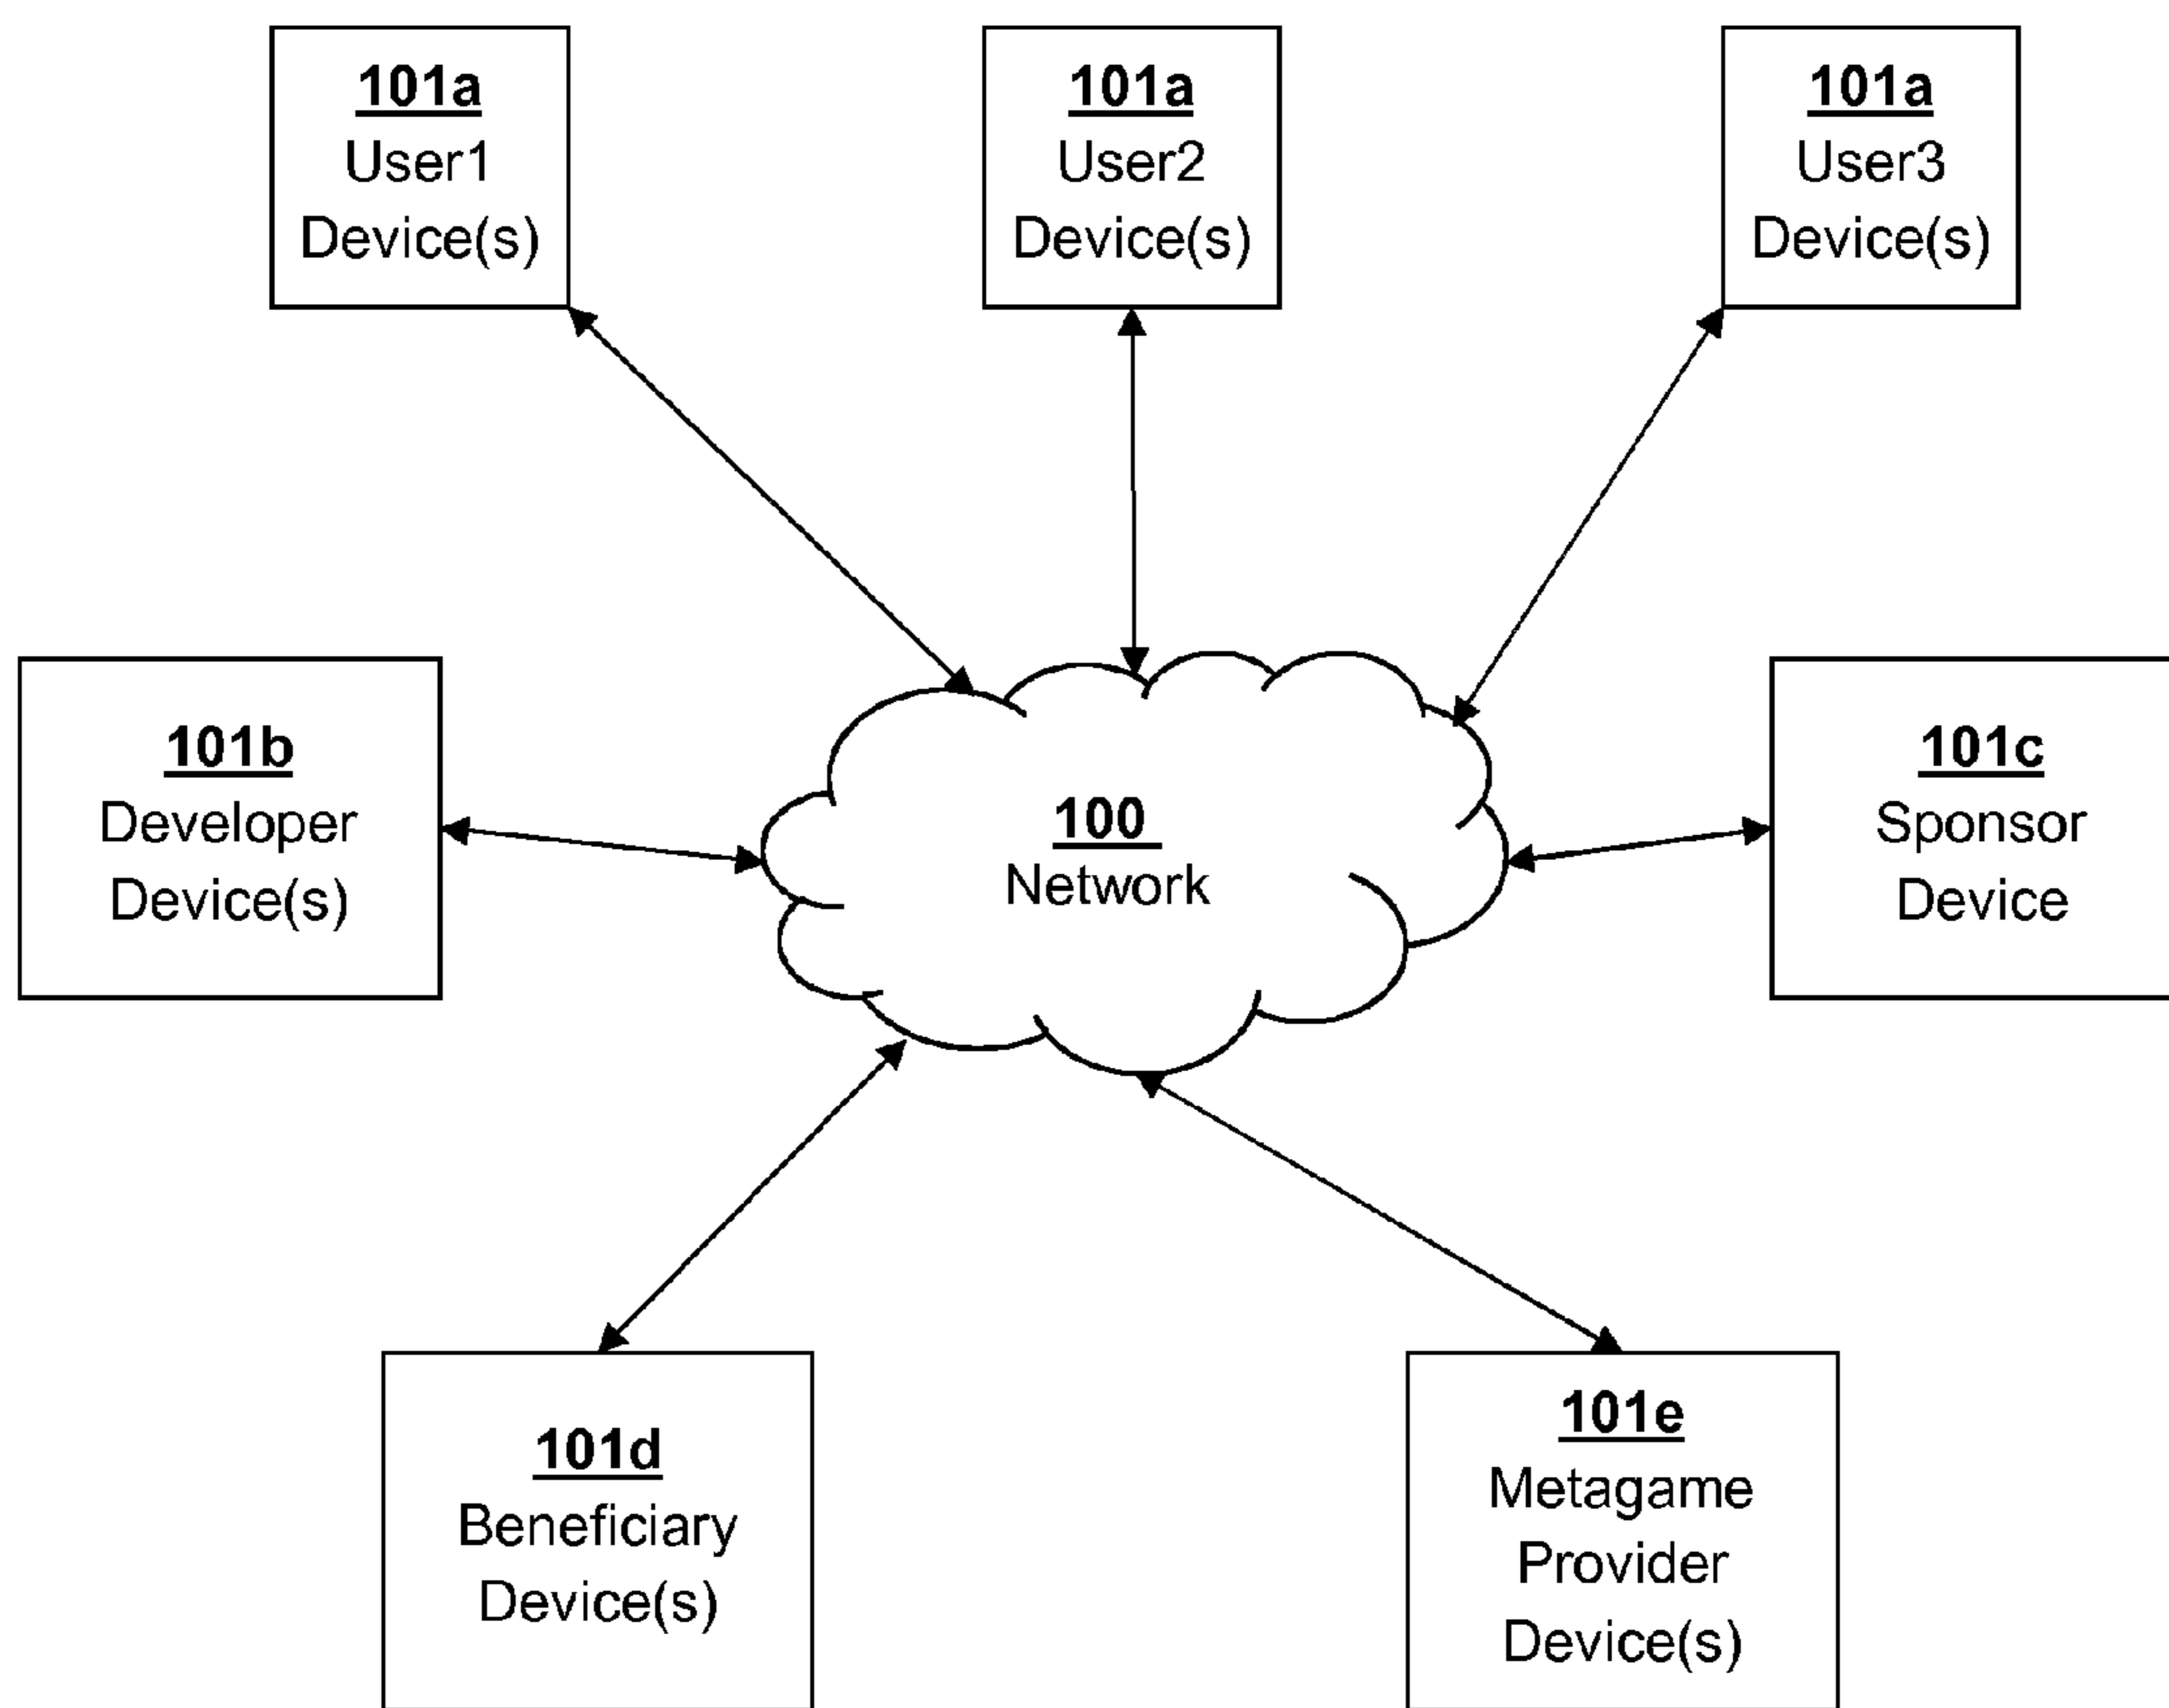 101a
User1
Device(s)
101a
User2
Device(s)
101a
User3
Device(s)
101b
Developer
Device(s)
100
Network
101c
Sponsor
Device
101d
Beneficiary
Device(s)
101e
Metagame
Provider
Device(s)